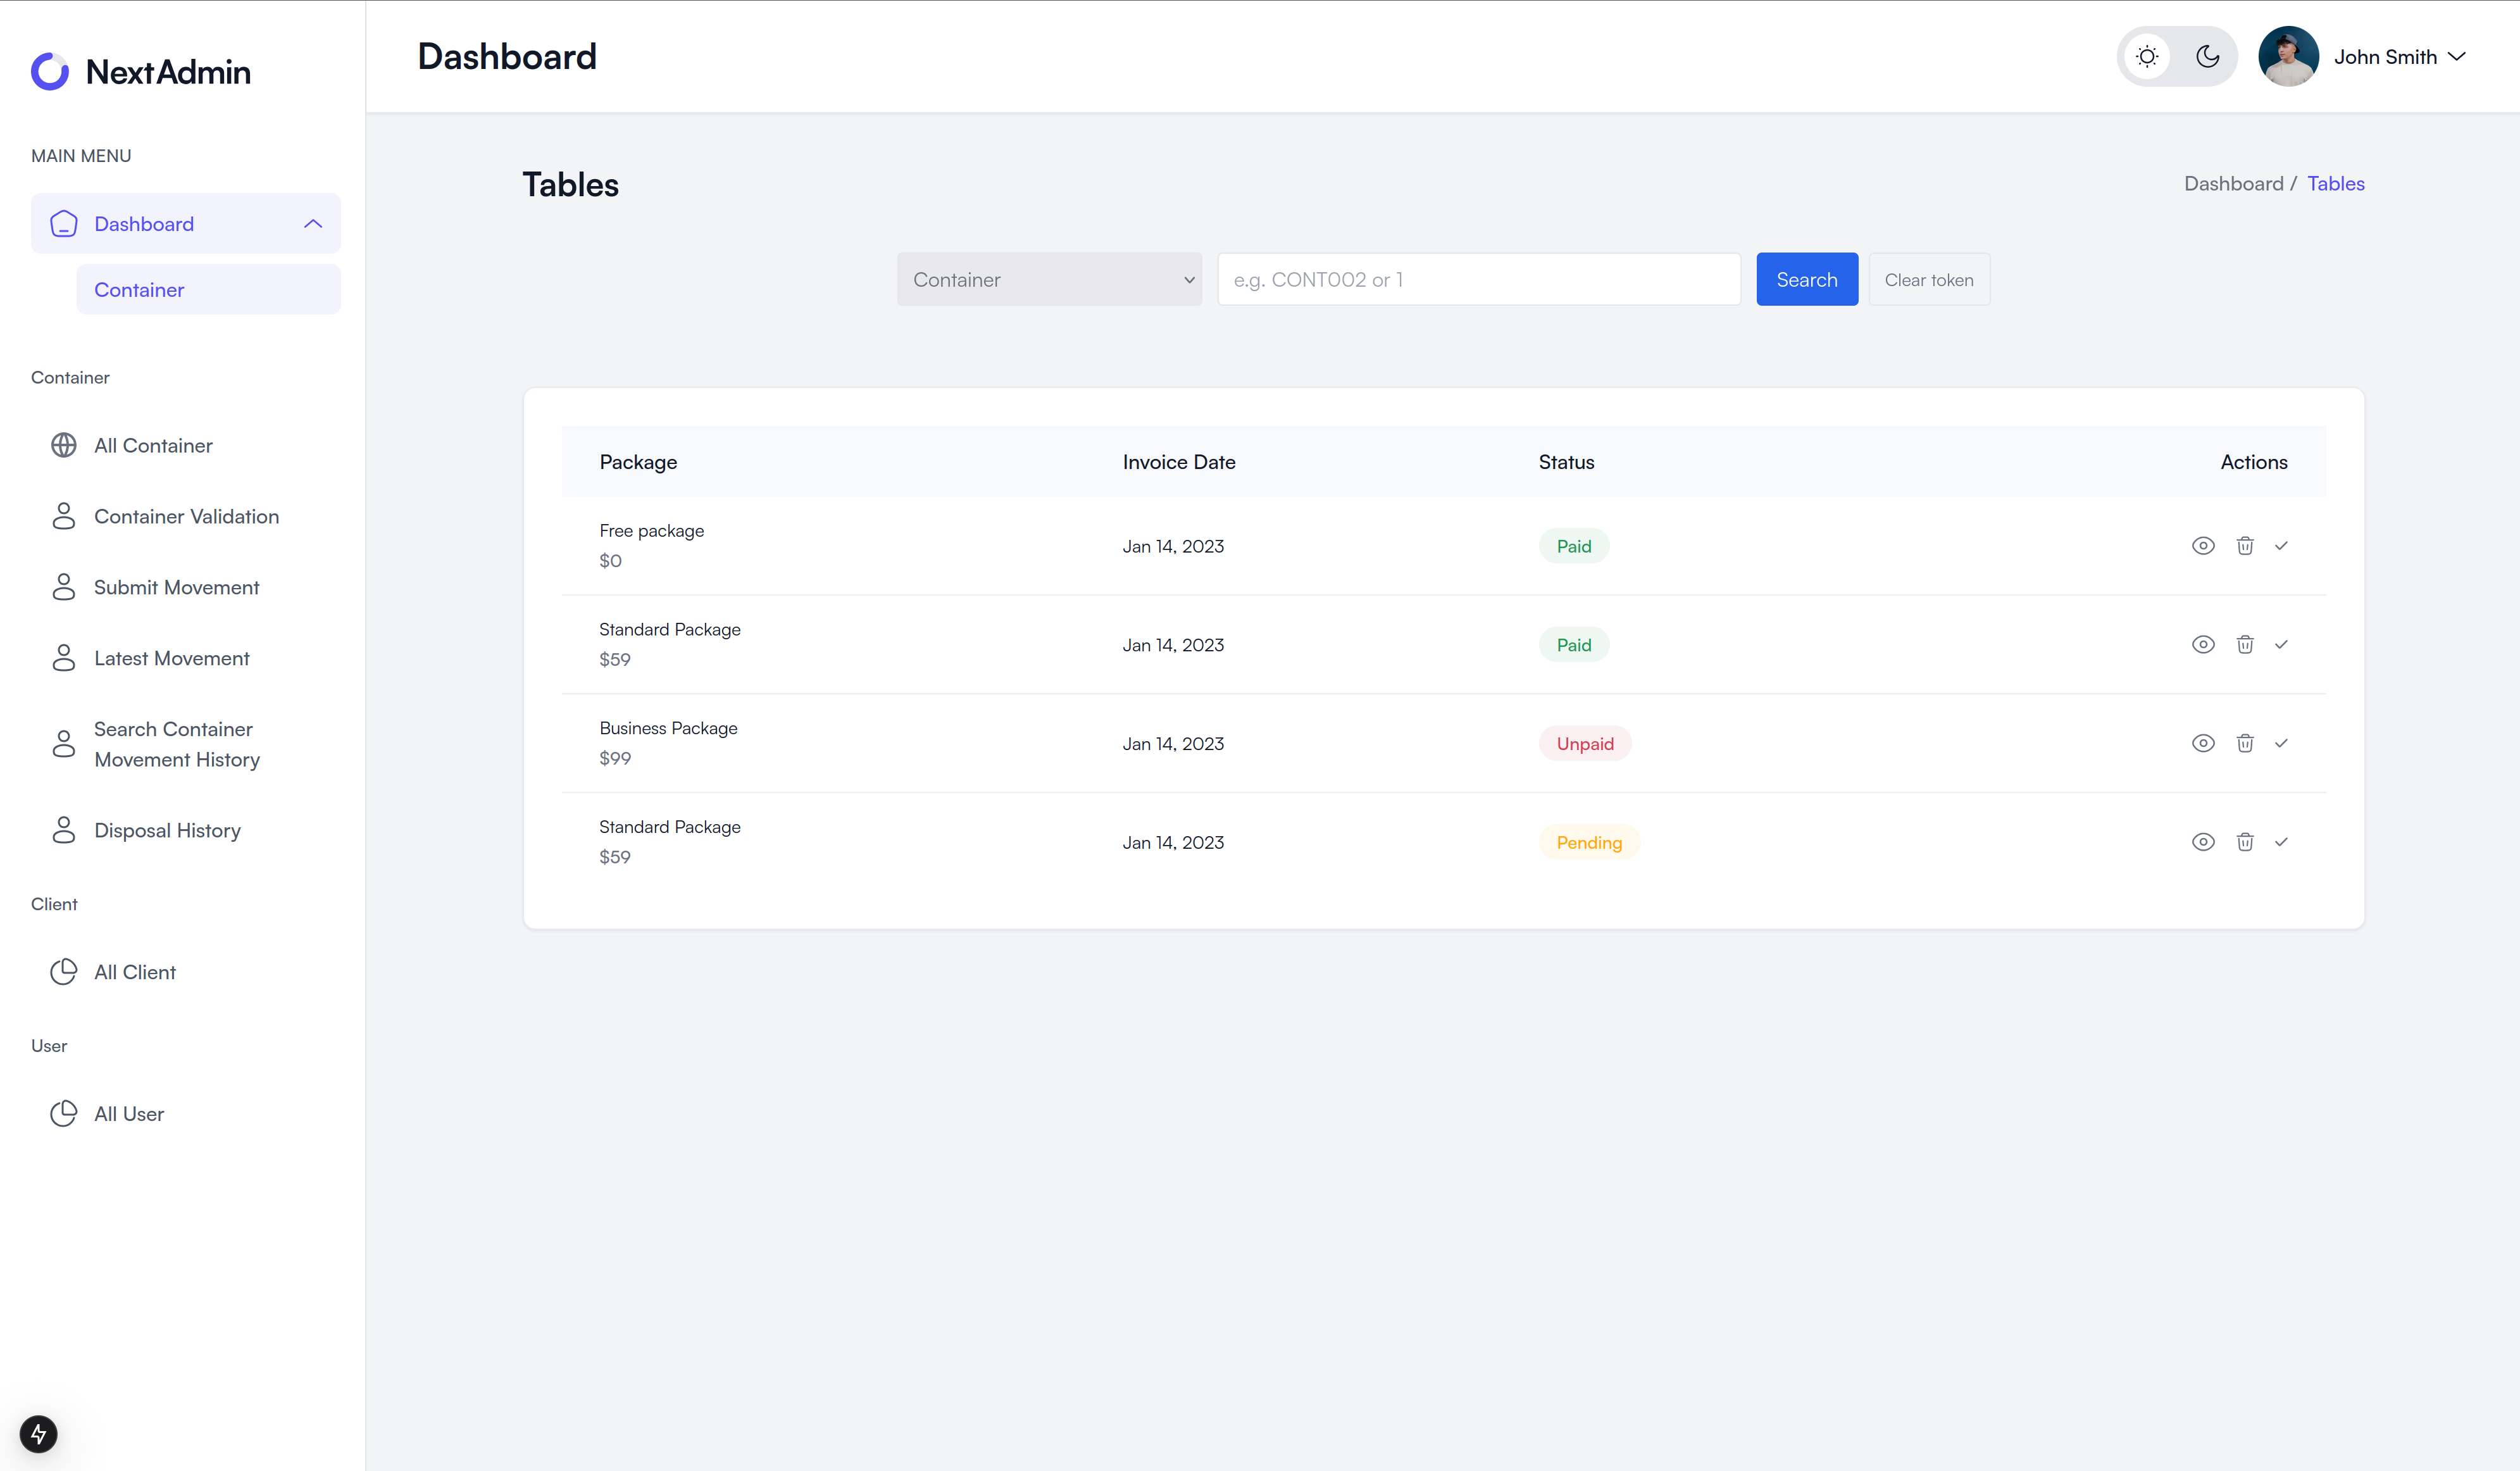 NextAdmin
MAIN MENU
Dashboard
Container
Container
All Container
Container Validation
Submit Movement
Latest Movement
Search Container
Movement History
Disposal History
Client
All Client
User
All User
Dashboard
John Smith
Tables
Dashboard / Tables
Container
e.g. CONT002 or 1
Search
Clear token
Package Invoice Date Status Actions
Free package
$0
Jan 14, 2023
Paid
Standard Package
$59
Jan 14, 2023
Paid
Business Package
$99
Jan 14, 2023
Unpaid
Standard Package
$59
Jan 14, 2023
Pending